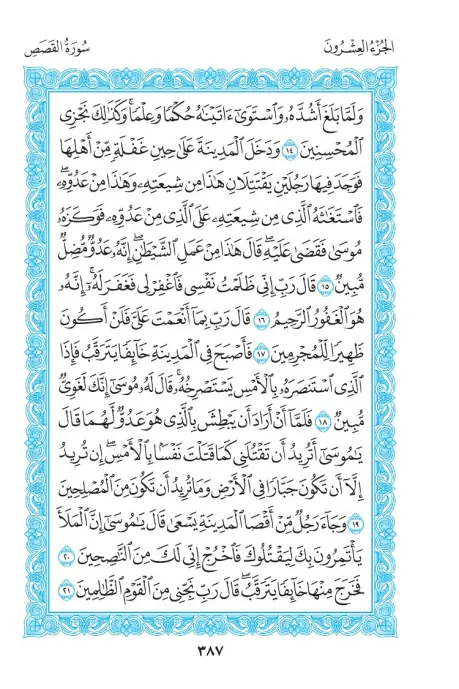 الجُزْءُ العِشْرُونَ
سُورَةُ القَصَصِ
وَلَمَّا بَلَغَ أَشُدَّهُۥ وَٱسْتَوَىٰٓ ءَاتَيْنَٰهُ حُكْمًا وَعِلْمًاۚ وَكَذَٰلِكَ نَجْزِى
ٱلْمُحْسِنِينَ ١٤ وَدَخَلَ ٱلْمَدِينَةَ عَلَىٰ حِينِ غَفْلَةٍ مِّنْ أَهْلِهَا
فَوَجَدَ فِيهَا رَجُلَيْنِ يَقْتَتِلَانِ هَٰذَا مِن شِيعَتِهِۦ وَهَٰذَا مِنْ عَدُوِّهِۦۖ
فَٱسْتَغَٰثَهُ ٱلَّذِى مِن شِيعَتِهِۦ عَلَى ٱلَّذِى مِنْ عَدُوِّهِۦ فَوَكَزَهُۥ
مُوسَىٰ فَقَضَىٰ عَلَيْهِۖ قَالَ هَٰذَا مِنْ عَمَلِ ٱلشَّيْطَٰنِۖ إِنَّهُۥ عَدُوٌّ مُّضِلٌّ
مُّبِينٌ ١٥ قَالَ رَبِّ إِنِّى ظَلَمْتُ نَفْسِى فَٱغْفِرْ لِى فَغَفَرَ لَهُۥٓۚ إِنَّهُۥ
هُوَ ٱلْغَفُورُ ٱلرَّحِيمُ ١٦ قَالَ رَبِّ بِمَآ أَنْعَمْتَ عَلَىَّ فَلَنْ أَكُونَ
ظَهِيرًا لِّلْمُجْرِمِينَ ١٧ فَأَصْبَحَ فِى ٱلْمَدِينَةِ خَآئِفًا يَتَرَقَّبُ فَإِذَا
ٱلَّذِى ٱسْتَنصَرَهُۥ بِٱلْأَمْسِ يَسْتَصْرِخُهُۥۚ قَالَ لَهُۥ مُوسَىٰٓ إِنَّكَ لَغَوِىٌّ
مُّبِينٌ ١٨ فَلَمَّآ أَنْ أَرَادَ أَن يَبْطِشَ بِٱلَّذِى هُوَ عَدُوٌّ لَّهُمَا قَالَ
يَٰمُوسَىٰٓ أَتُرِيدُ أَن تَقْتُلَنِى كَمَا قَتَلْتَ نَفْسًۢا بِٱلْأَمْسِۖ إِن تُرِيدُ
إِلَّآ أَن تَكُونَ جَبَّارًا فِى ٱلْأَرْضِ وَمَا تُرِيدُ أَن تَكُونَ مِنَ ٱلْمُصْلِحِينَ
١٩ وَجَآءَ رَجُلٌ مِّنْ أَقْصَا ٱلْمَدِينَةِ يَسْعَىٰ قَالَ يَٰمُوسَىٰٓ إِنَّ ٱلْمَلَأَ
يَأْتَمِرُونَ بِكَ لِيَقْتُلُوكَ فَٱخْرُجْ إِنِّى لَكَ مِنَ ٱلنَّٰصِحِينَ ٢٠
فَخَرَجَ مِنْهَا خَآئِفًا يَتَرَقَّبُۖ قَالَ رَبِّ نَجِّنِى مِنَ ٱلْقَوْمِ ٱلظَّٰلِمِينَ ٢١
٣٨٧